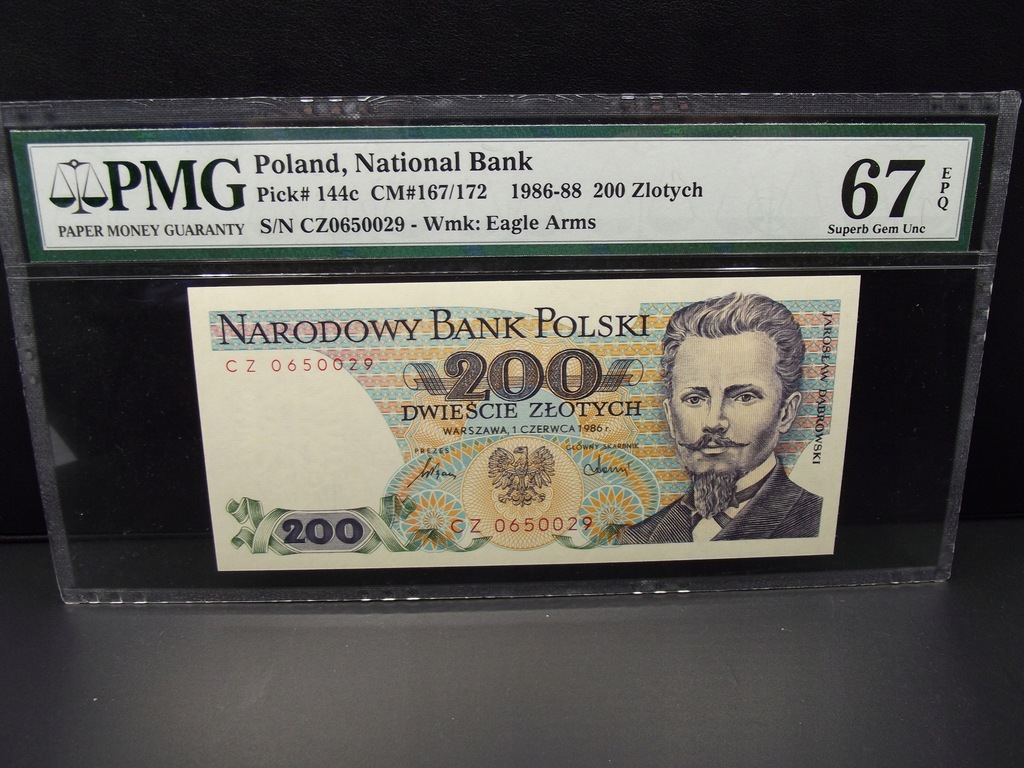 PMG
PAPER MONEY GUARANTY
Poland, National Bank
Pick# 144c CM#167/172 1986-88 200 Zlotych
S/N CZ0650029 - Wmk: Eagle Arms
67
EPQ
Superb Gem Unc
NARODOWY BANK POLSKI
CZ 0650029
200
DWIEŚCIE ZŁOTYCH
WARSZAWA, 1 CZERWCA 1986 r.
PREZES GŁÓWNY SKARBNIK
CZ 0650029
200
JAROSŁAW DĄBROWSKI